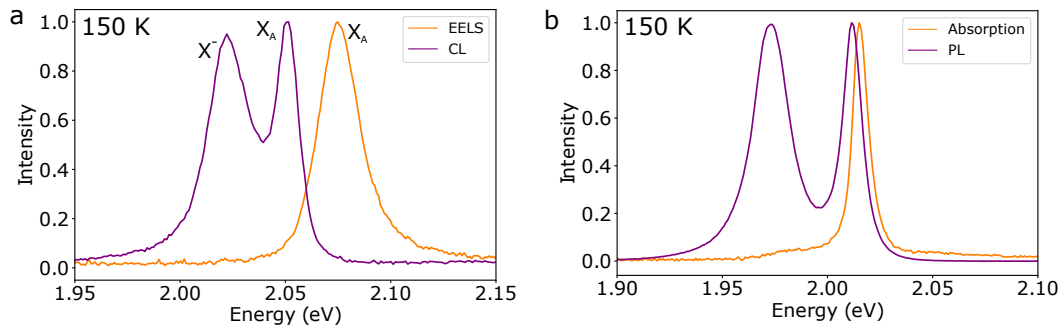 a
150 K
X⁻
X_A
X_A
EELS
CL
Intensity
1.0
0.8
0.6
0.4
0.2
0.0
1.95
2.00
2.05
2.10
2.15
Energy (eV)
b
150 K
Absorption
PL
Intensity
1.0
0.8
0.6
0.4
0.2
0.0
1.90
1.95
2.00
2.05
2.10
Energy (eV)